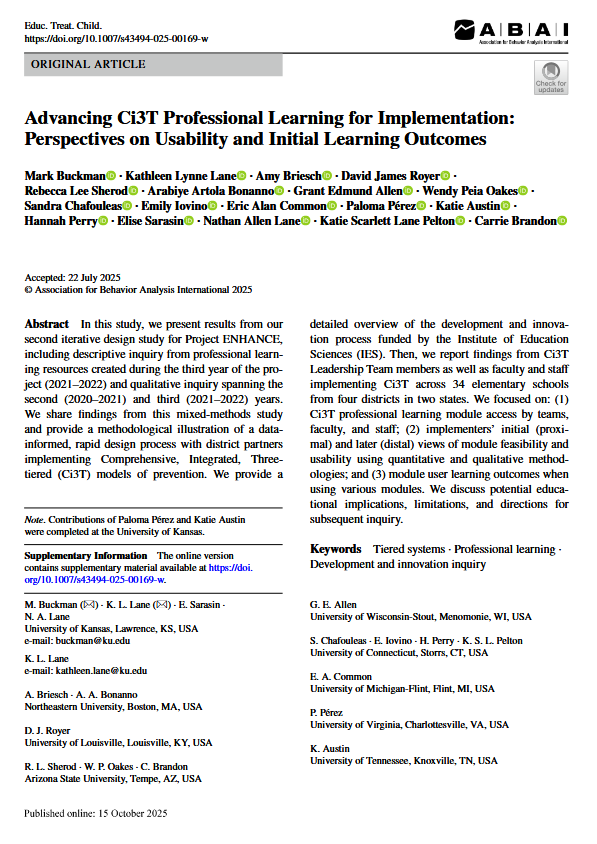 Educ. Treat. Child.
https://doi.org/10.1007/s43494-025-00169-w
ABAI
Association for Behavior Analysis International
ORIGINAL ARTICLE
Check for
updates
Advancing Ci3T Professional Learning for Implementation:
Perspectives on Usability and Initial Learning Outcomes
Mark Buckman · Kathleen Lynne Lane · Amy Briesch · David James Royer ·
Rebecca Lee Sherod · Arabiye Artola Bonanno · Grant Edmund Allen · Wendy Peia Oakes ·
Sandra Chafouleas · Emily Iovino · Eric Alan Common · Paloma Pérez · Katie Austin ·
Hannah Perry · Elise Sarasin · Nathan Allen Lane · Katie Scarlett Lane Pelton · Carrie Brandon
Accepted: 22 July 2025
© Association for Behavior Analysis International 2025
Abstract In this study, we present results from our
second iterative design study for Project ENHANCE,
including descriptive inquiry from professional learn-
ing resources created during the third year of the pro-
ject (2021–2022) and qualitative inquiry spanning the
second (2020–2021) and third (2021–2022) years.
We share findings from this mixed-methods study
and provide a methodological illustration of a data-
informed, rapid design process with district partners
implementing Comprehensive, Integrated, Three-
tiered (Ci3T) models of prevention. We provide a
detailed overview of the development and innova-
tion process funded by the Institute of Education
Sciences (IES). Then, we report findings from Ci3T
Leadership Team members as well as faculty and staff
implementing Ci3T across 34 elementary schools
from four districts in two states. We focused on: (1)
Ci3T professional learning module access by teams,
faculty, and staff; (2) implementers' initial (proxi-
mal) and later (distal) views of module feasibility and
usability using quantitative and qualitative method-
ologies; and (3) module user learning outcomes when
using various modules. We discuss potential educa-
tional implications, limitations, and directions for
subsequent inquiry.
Keywords Tiered systems · Professional learning ·
Development and innovation inquiry
Note. Contributions of Paloma Pérez and Katie Austin
were completed at the University of Kansas.
Supplementary Information The online version
contains supplementary material available at https://doi.
org/10.1007/s43494-025-00169-w.
M. Buckman (✉) · K. L. Lane (✉) · E. Sarasin ·
N. A. Lane
University of Kansas, Lawrence, KS, USA
e-mail: buckman@ku.edu
K. L. Lane
e-mail: kathleen.lane@ku.edu
A. Briesch · A. A. Bonanno
Northeastern University, Boston, MA, USA
D. J. Royer
University of Louisville, Louisville, KY, USA
R. L. Sherod · W. P. Oakes · C. Brandon
Arizona State University, Tempe, AZ, USA
G. E. Allen
University of Wisconsin-Stout, Menomonie, WI, USA
S. Chafouleas · E. Iovino · H. Perry · K. S. L. Pelton
University of Connecticut, Storrs, CT, USA
E. A. Common
University of Michigan-Flint, Flint, MI, USA
P. Pérez
University of Virginia, Charlottesville, VA, USA
K. Austin
University of Tennessee, Knoxville, TN, USA
Published online: 15 October 2025